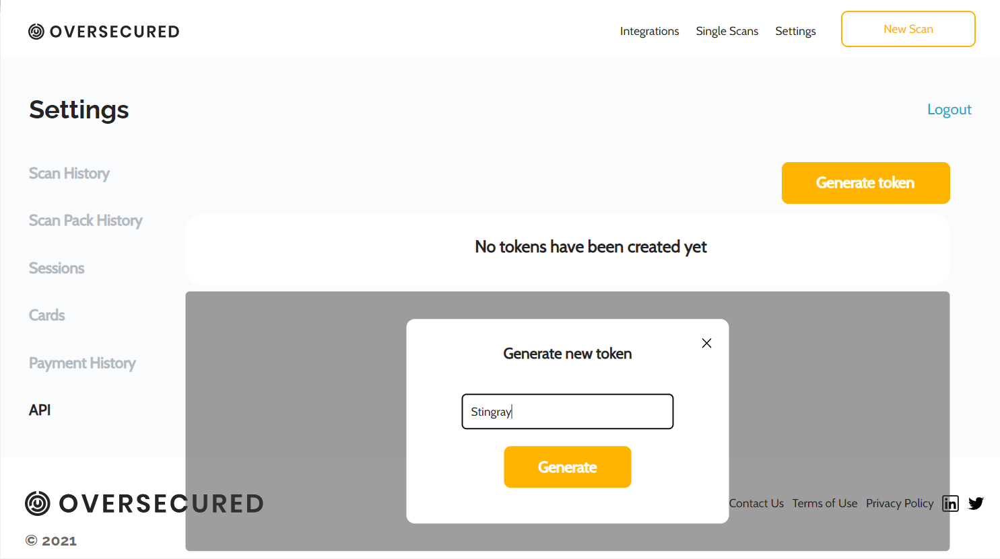 OVERSECURED
Integrations Single Scans Settings New Scan
Settings
Logout
Scan History
Generate token
Scan Pack History
No tokens have been created yet
Sessions
Cards
Payment History
API
Generate new token
Stingray
Generate
OVERSECURED
Contact Us Terms of Use Privacy Policy in
© 2021